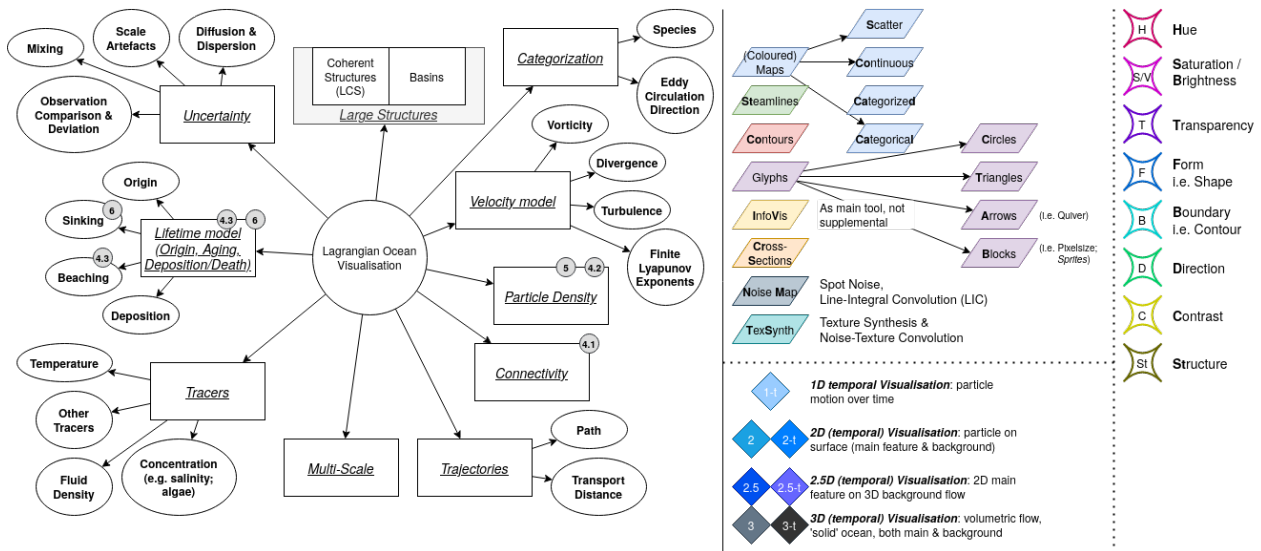 Mixing
Scale
Artefacts
Diffusion &
Dispersion
Observation
Comparison &
Deviation
Uncertainty
Coherent
Structures
(LCS)
Basins
Large Structures
Categorization
Species
Eddy
Circulation
Direction
Vorticity
Divergence
Turbulence
Finite
Lyapunov
Exponents
Velocity model
Origin
Sinking
6
Beaching
4.3
Deposition
4.3
6
Lifetime model
(Origin, Aging,
Deposition/Death)
Lagrangian Ocean
Visualisation
5
4.2
Particle Density
4.1
Connectivity
Temperature
Other
Tracers
Fluid
Density
Concentration
(e.g. salinity;
algae)
Tracers
Multi-Scale
Trajectories
Path
Transport
Distance
(Coloured)
Maps
Scatter
Continuous
Categorized
Categorical
Steamlines
Contours
Glyphs
Circles
Triangles
Arrows
(i.e. Quiver)
Blocks
(i.e. Pixelsize;
Sprites)
As main tool, not
supplemental
InfoVis
Cross-
Sections
Noise Map
Spot Noise,
Line-Integral Convolution (LIC)
TexSynth
Texture Synthesis &
Noise-Texture Convolution
1-t
1D temporal Visualisation: particle
motion over time
2
2-t
2D (temporal) Visualisation: particle on
surface (main feature & background)
2.5
2.5-t
2.5D (temporal) Visualisation: 2D main
feature on 3D background flow
3
3-t
3D (temporal) Visualisation: volumetric flow,
'solid' ocean, both main & background
H
Hue
S/V
Saturation /
Brightness
T
Transparency
F
Form
i.e. Shape
B
Boundary
i.e. Contour
D
Direction
C
Contrast
St
Structure